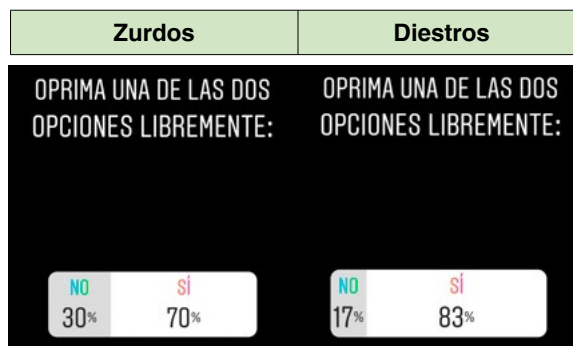 Zurdos
Diestros
OPRIMA UNA DE LAS DOS
OPCIONES LIBREMENTE:
NO
30%
SÍ
70%
OPRIMA UNA DE LAS DOS
OPCIONES LIBREMENTE:
NO
17%
SÍ
83%